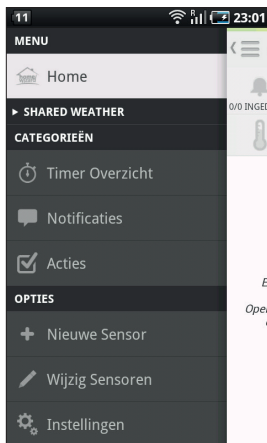 11
R
23:01
MENU
Home
SHARED WEATHER
CATEGORIEËN
Timer Overzicht
Notificaties
Acties
OPTIES
Nieuwe Sensor
Wijzig Sensoren
Instellingen
0/0